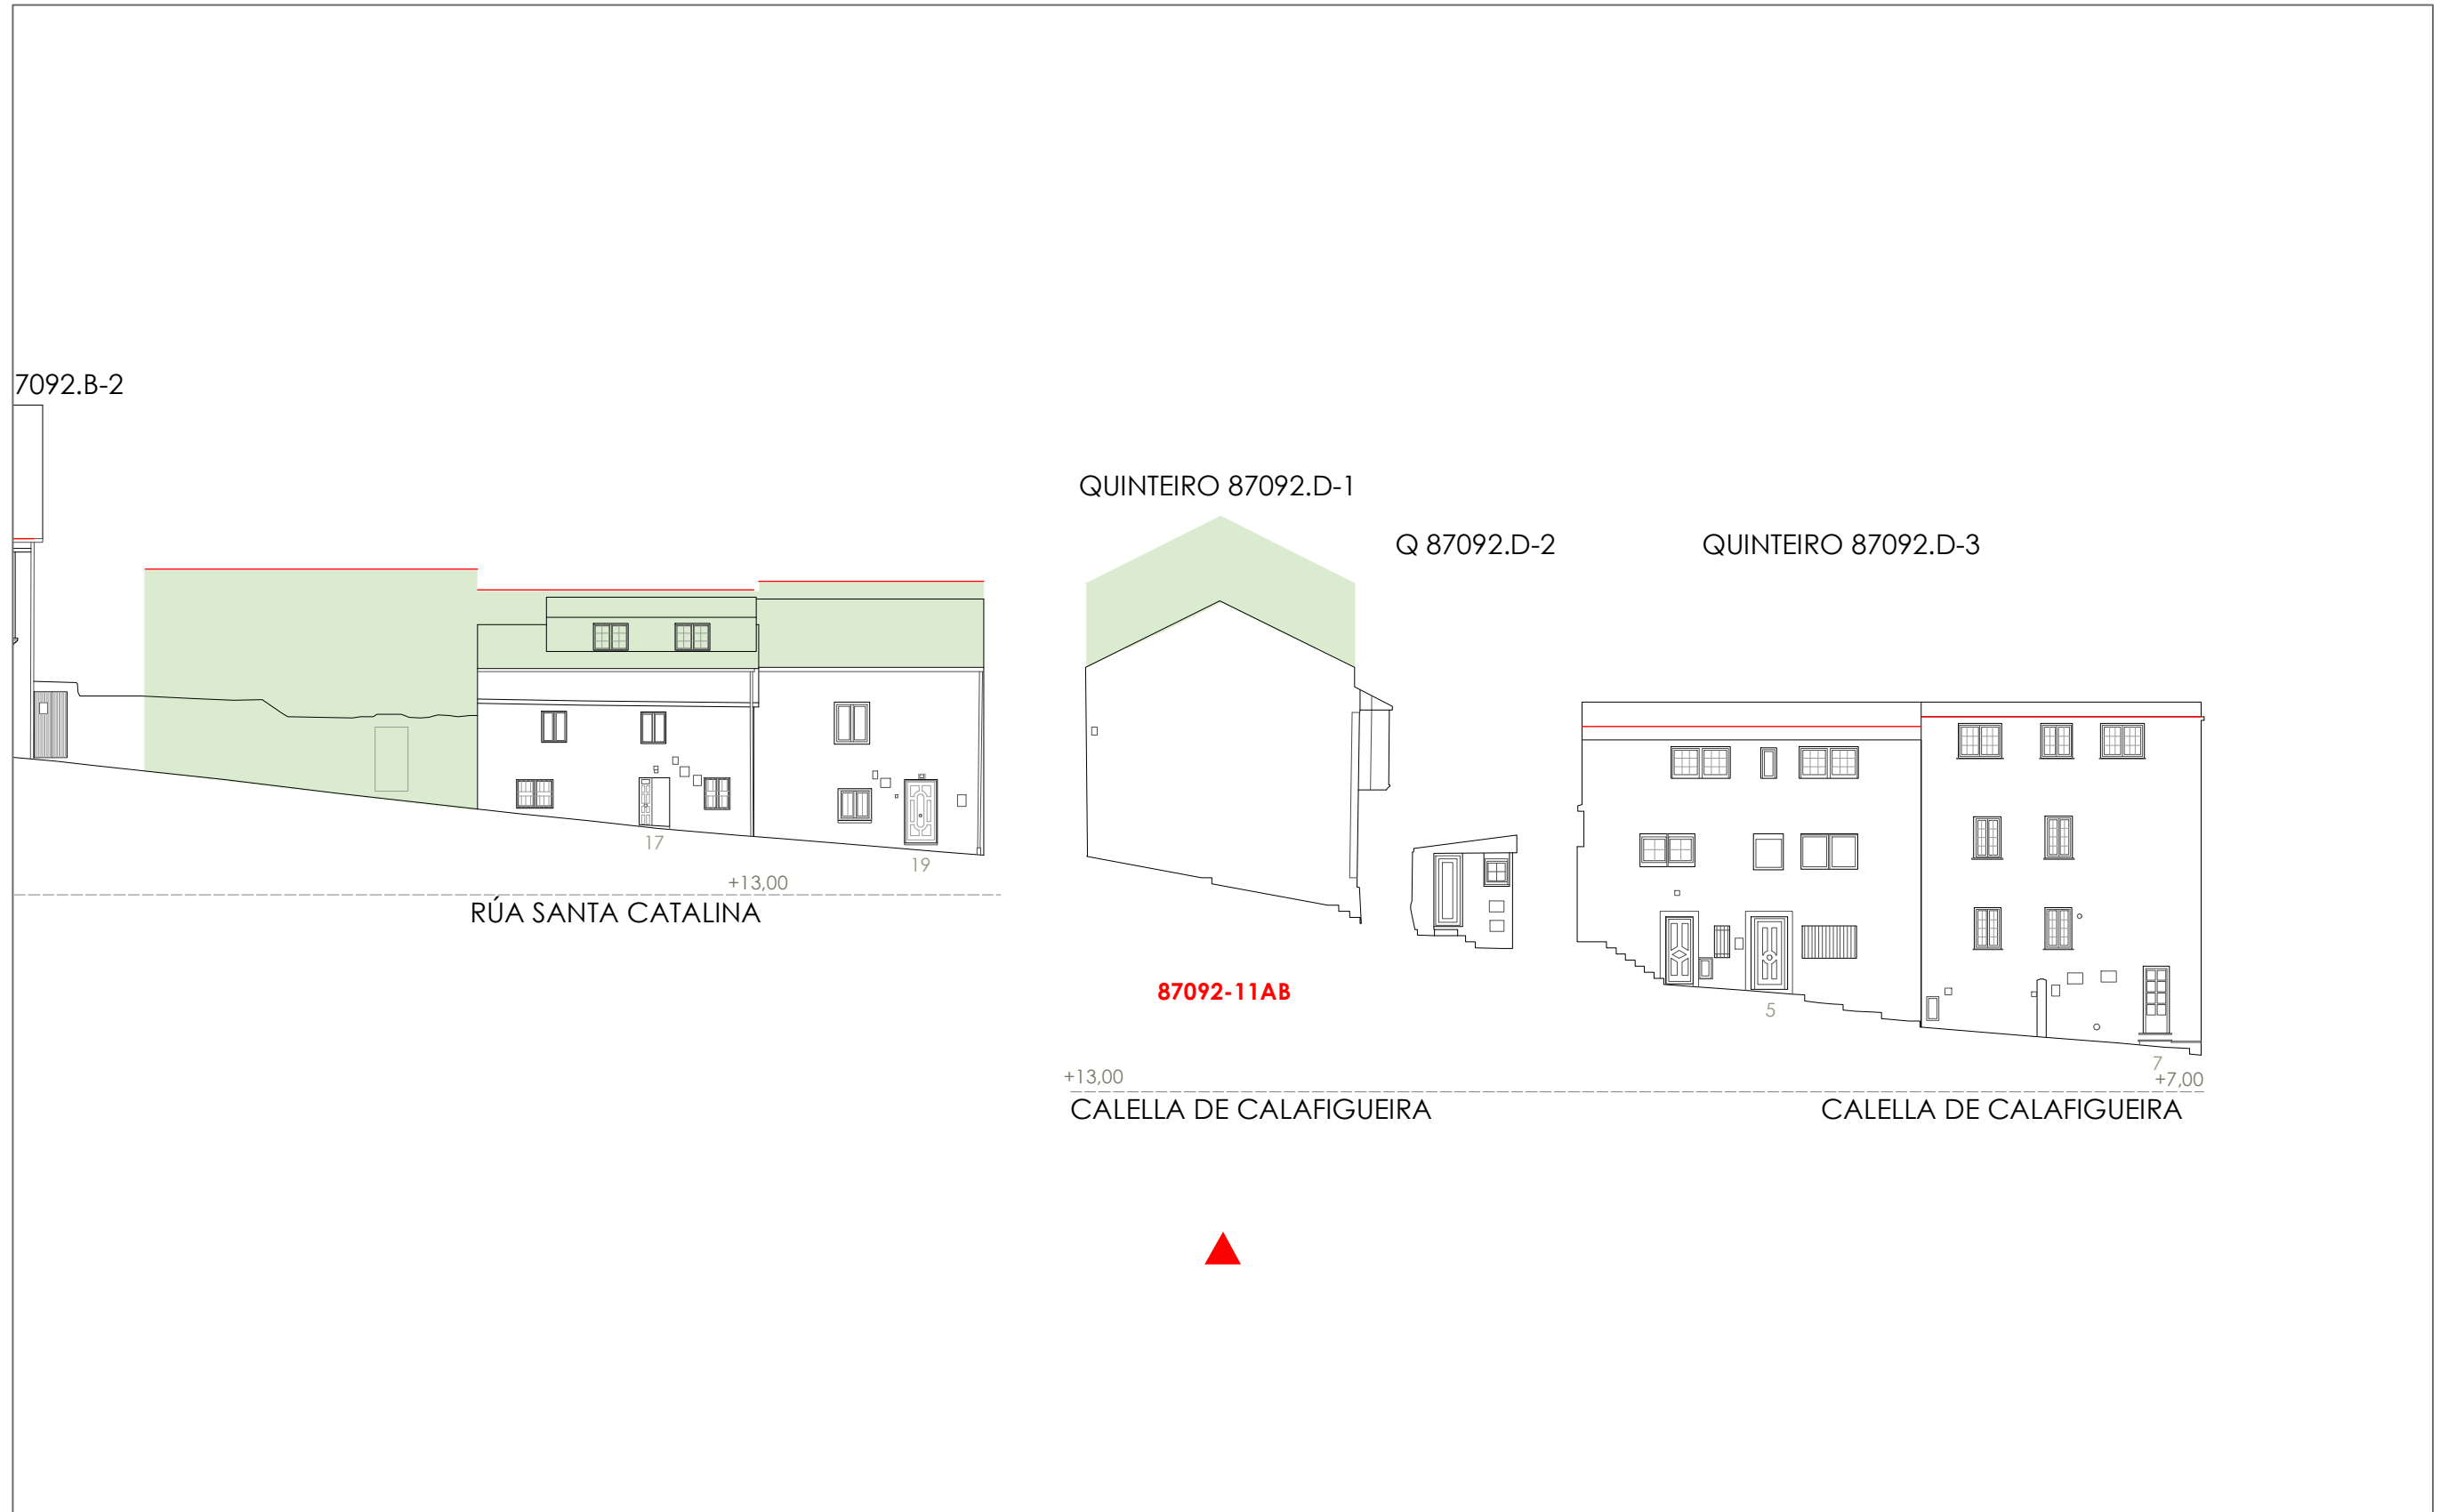 7092.B-2
QUINTEIRO 87092.D-1
Q 87092.D-2
QUINTEIRO 87092.D-3
17
19
+13,00
RÚA SANTA CATALINA
87092-11AB
5
7
+13,00
+7,00
CALELLA DE CALAFIGUEIRA
CALELLA DE CALAFIGUEIRA